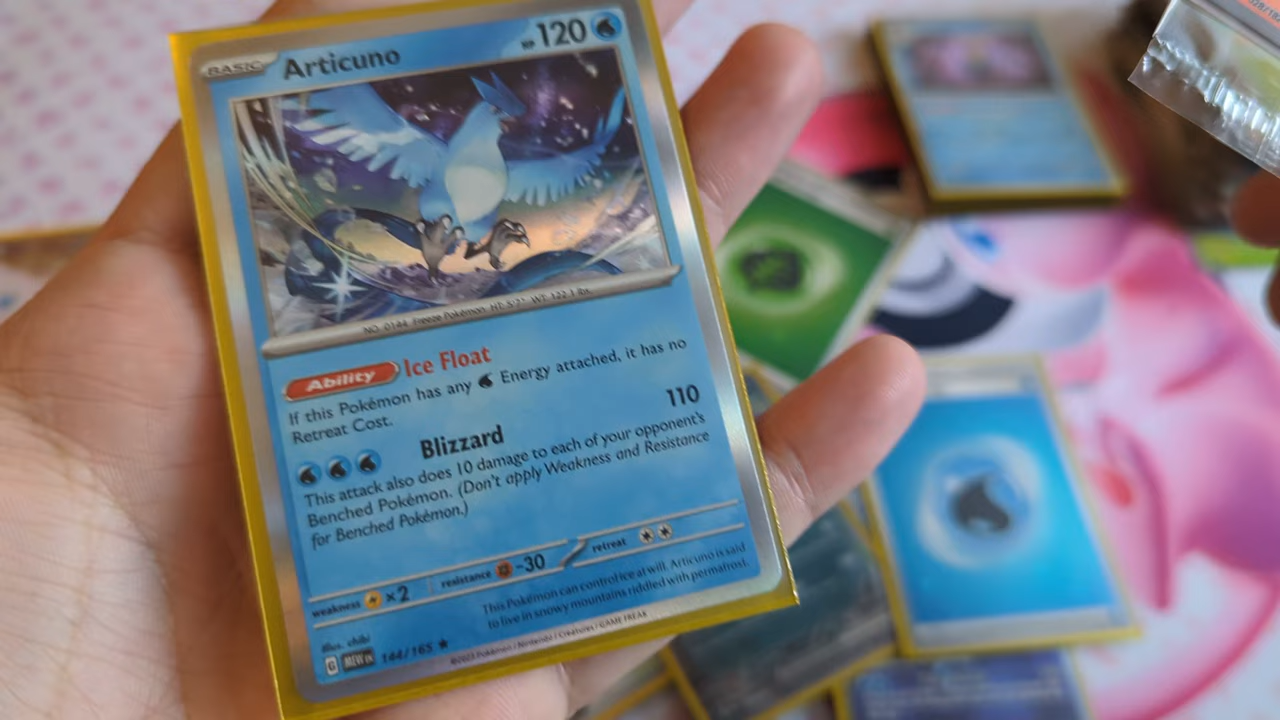 BASIC Articuno HP 120
NO. 0144 Freeze Pokémon HT: 5'7" WT: 122.1 lbs.
Ability Ice Float
If this Pokémon has any Energy attached, it has no
Retreat Cost.
Blizzard 110
This attack also does 10 damage to each of your opponent's
Benched Pokémon. (Don't apply Weakness and Resistance
for Benched Pokémon.)
weakness ×2 resistance -30 retreat
This Pokémon can control ice at will. Articuno is said
to live in snowy mountains riddled with permafrost.
Illus. chibi
G MEW EN 144/165 ★
©2023 Pokémon / Nintendo / Creatures / GAME FREAK